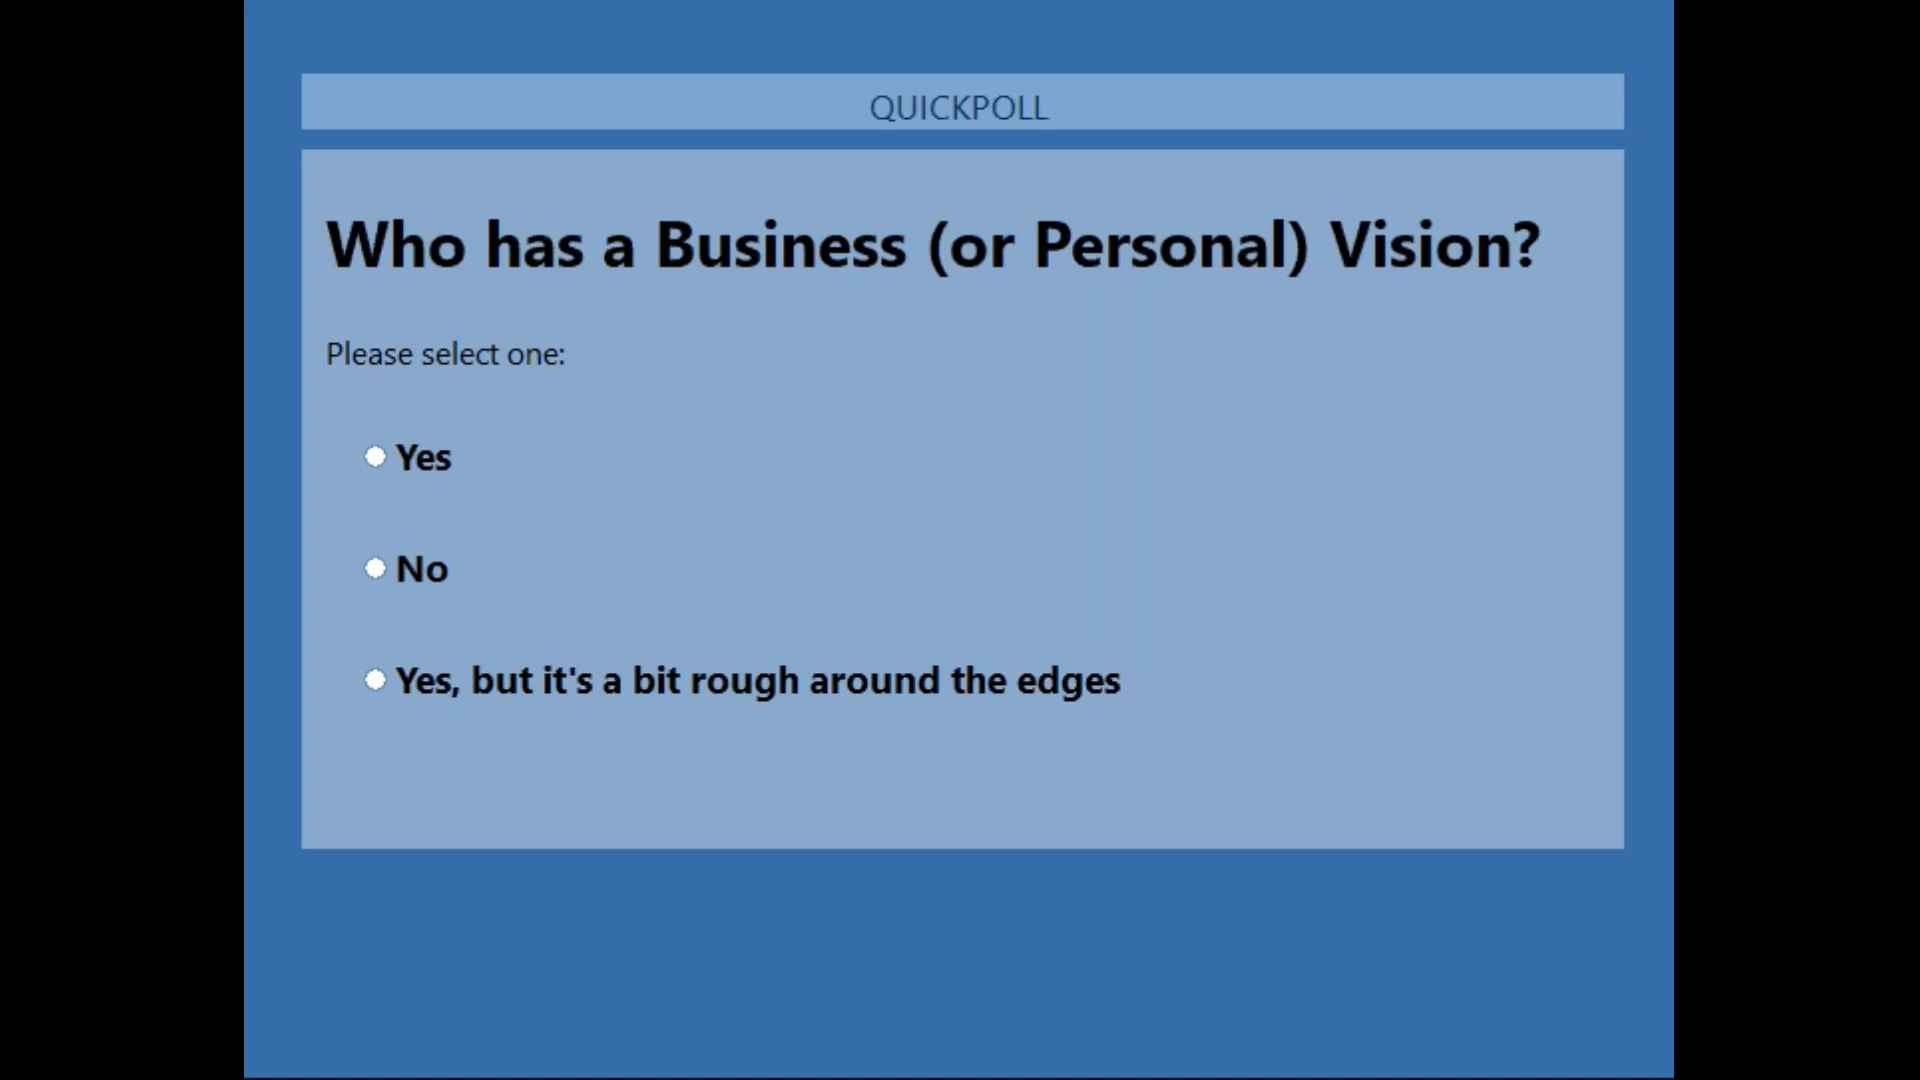 QUICKPOLL
Who has a Business (or Personal) Vision?
Please select one:
Yes
No
Yes, but it's a bit rough around the edges